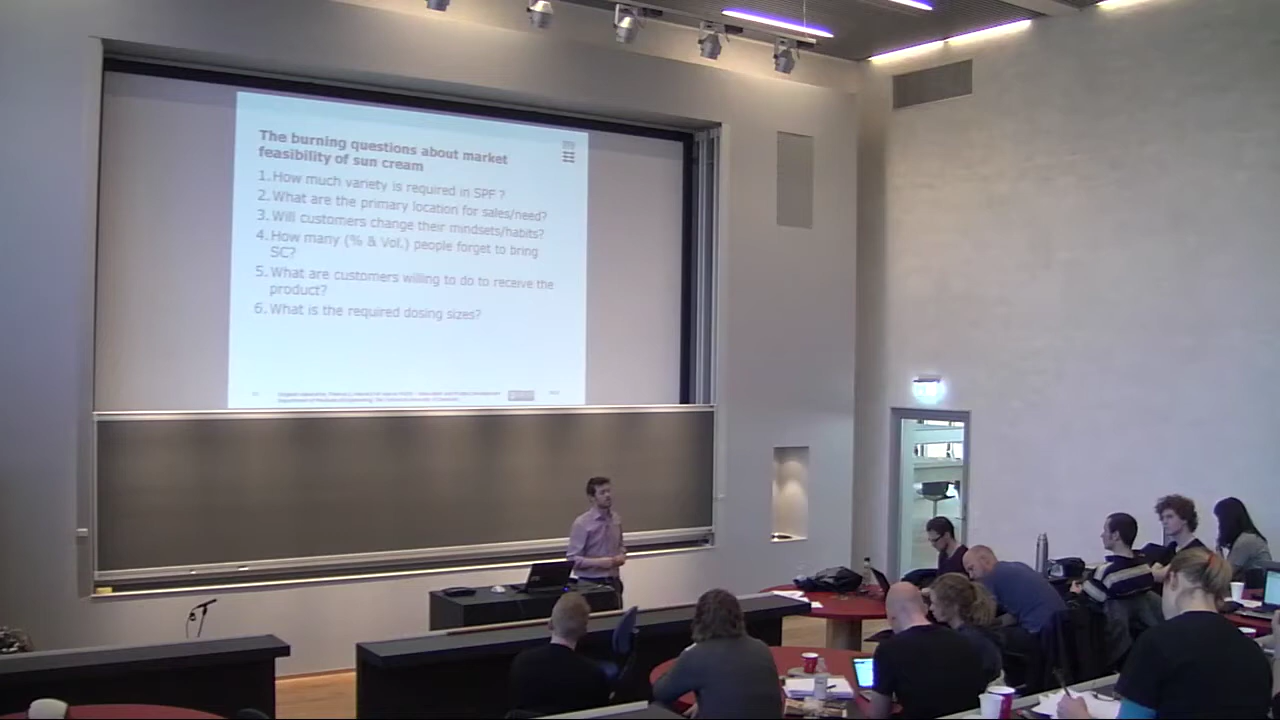 The burning questions about market
feasibility of sun cream
1. How much variety is required in SPF ?
2. What are the primary location for sales/need?
3. Will customers change their mindsets/habits?
4. How many (% & Vol.) people forget to bring
SC?
5. What are customers willing to do to receive the
product?
6. What is the required dosing sizes?